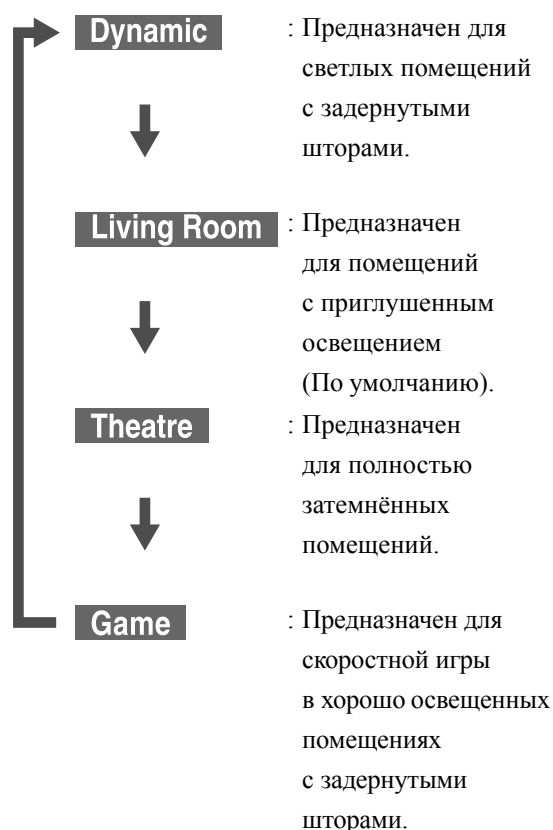 Dynamic : Предназначен для
светлых помещений
с задернутыми
шторами.
Living Room : Предназначен
для помещений
с приглушенным
освещением
(По умолчанию).
Theatre : Предназначен
для полностью
затемнённых
помещений.
Game : Предназначен для
скоростной игры
в хорошо освещенных
помещениях
с задернутыми
шторами.